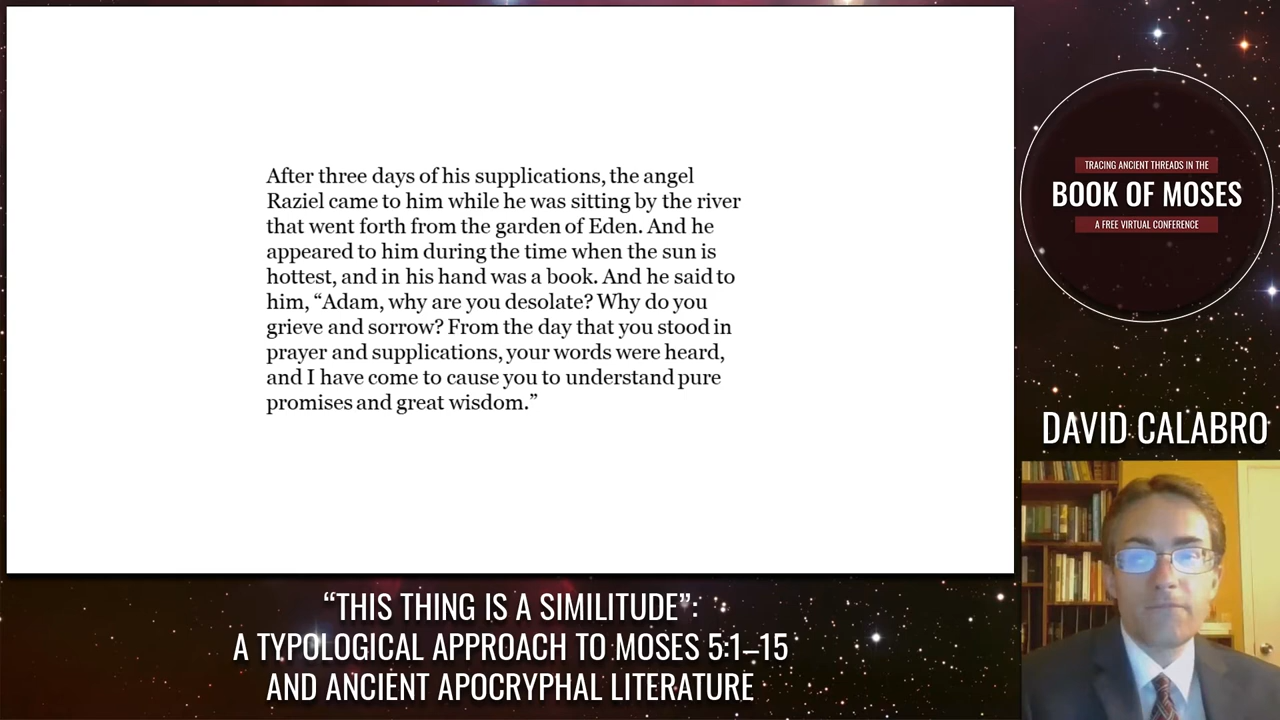 After three days of his supplications, the angel
Raziel came to him while he was sitting by the river
that went forth from the garden of Eden. And he
appeared to him during the time when the sun is
hottest, and in his hand was a book. And he said to
him, “Adam, why are you desolate? Why do you
grieve and sorrow? From the day that you stood in
prayer and supplications, your words were heard,
and I have come to cause you to understand pure
promises and great wisdom.”
TRACING ANCIENT THREADS IN THE
BOOK OF MOSES
A FREE VIRTUAL CONFERENCE
DAVID CALABRO
“THIS THING IS A SIMILITUDE”:
A TYPOLOGICAL APPROACH TO MOSES 5:1–15
AND ANCIENT APOCRYPHAL LITERATURE